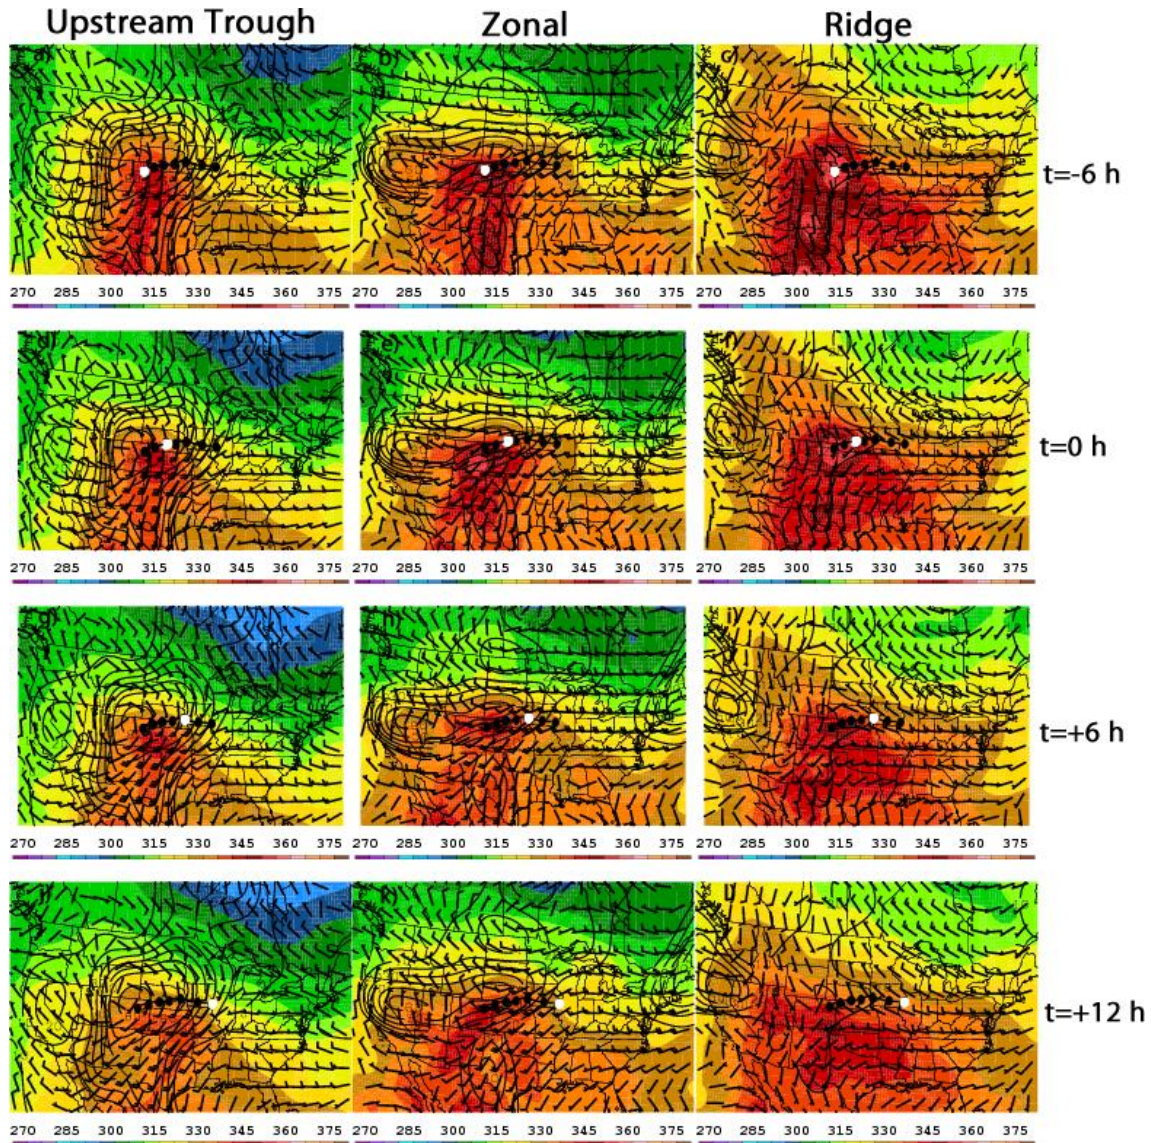 Upstream Trough Zonal Ridge
t=-6 h
270 285 300 315 330 345 360 375 270 285 300 315 330 345 360 375 270 285 300 315 330 345 360 375
t=0 h
270 285 300 315 330 345 360 375 270 285 300 315 330 345 360 375 270 285 300 315 330 345 360 375
t=+6 h
270 285 300 315 330 345 360 375 270 285 300 315 330 345 360 375 270 285 300 315 330 345 360 375
t=+12 h
270 285 300 315 330 345 360 375 270 285 300 315 330 345 360 375 270 285 300 315 330 345 360 375